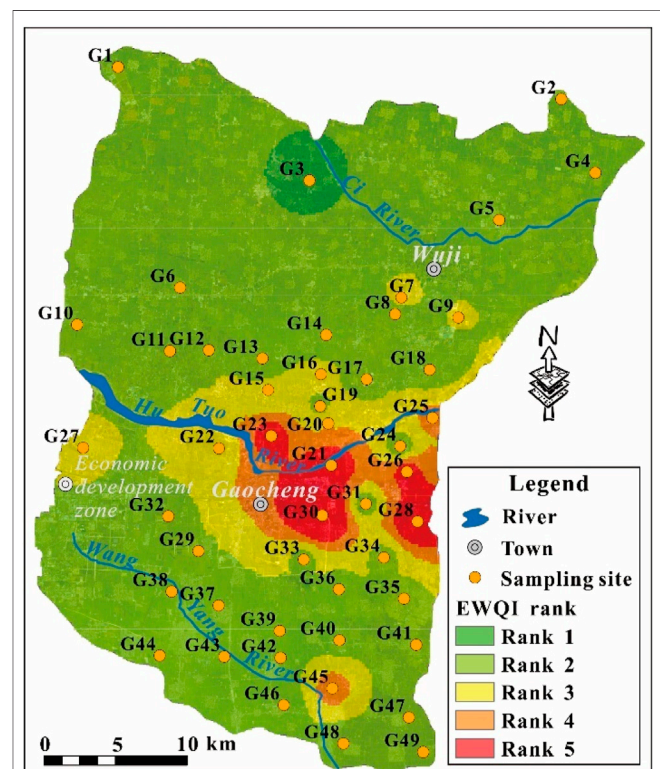 G1
G2
G3
G4
Ci River
G5
Wuji
G6
G7
G8
G9
G10
G11
G12
G13
G14
N
G15
G16
G17
G18
G19
Hu Tuo River
G20
G25
G23
G22
G24
G27
G21
G26
Economic
development
zone
Gaocheng
G31
G32
G30
G28
G29
G33
G34
Wang Yang River
G38
G37
G36
G35
G39
G40
G41
G44
G43
G42
G45
G46
G47
G48
G49
Legend
River
Town
Sampling site
EWQI rank
Rank 1
Rank 2
Rank 3
Rank 4
Rank 5
0 5 10 km